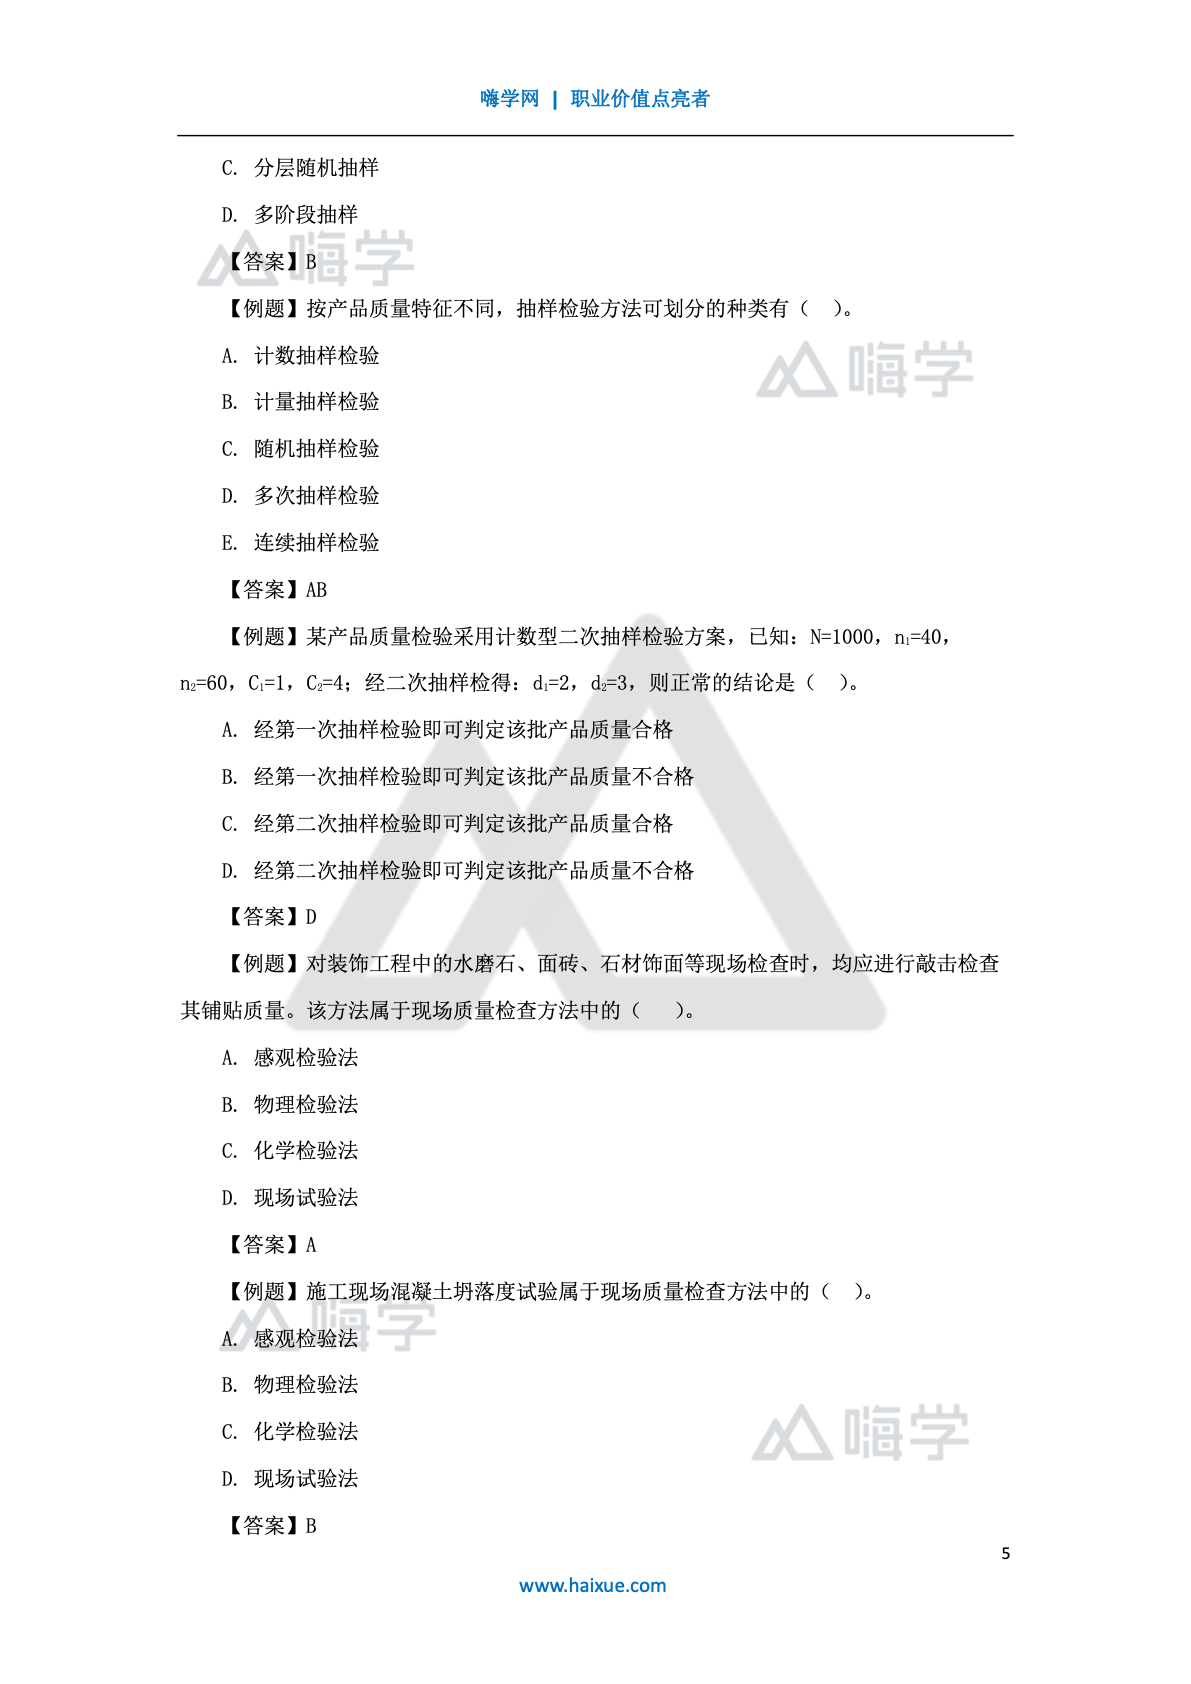 嗨学网 | 职业价值点亮者
C. 分层随机抽样
D. 多阶段抽样
【答案】B
【例题】按产品质量特征不同，抽样检验方法可划分的种类有（ ）。
A. 计数抽样检验
B. 计量抽样检验
C. 随机抽样检验
D. 多次抽样检验
E. 连续抽样检验
【答案】AB
【例题】某产品质量检验采用计数型二次抽样检验方案，已知：N=1000，n₁=40，
n₂=60，C₁=1，C₂=4；经二次抽样检得：d₁=2，d₂=3，则正常的结论是（ ）。
A. 经第一次抽样检验即可判定该批产品质量合格
B. 经第一次抽样检验即可判定该批产品质量不合格
C. 经第二次抽样检验即可判定该批产品质量合格
D. 经第二次抽样检验即可判定该批产品质量不合格
【答案】D
【例题】对装饰工程中的水磨石、面砖、石材饰面等现场检查时，均应进行敲击检查
其铺贴质量。该方法属于现场质量检查方法中的（ ）。
A. 感观检验法
B. 物理检验法
C. 化学检验法
D. 现场试验法
【答案】A
【例题】施工现场混凝土坍落度试验属于现场质量检查方法中的（ ）。
A. 感观检验法
B. 物理检验法
C. 化学检验法
D. 现场试验法
【答案】B
5
www.haixue.com
嗨学
嗨学
嗨学
嗨学